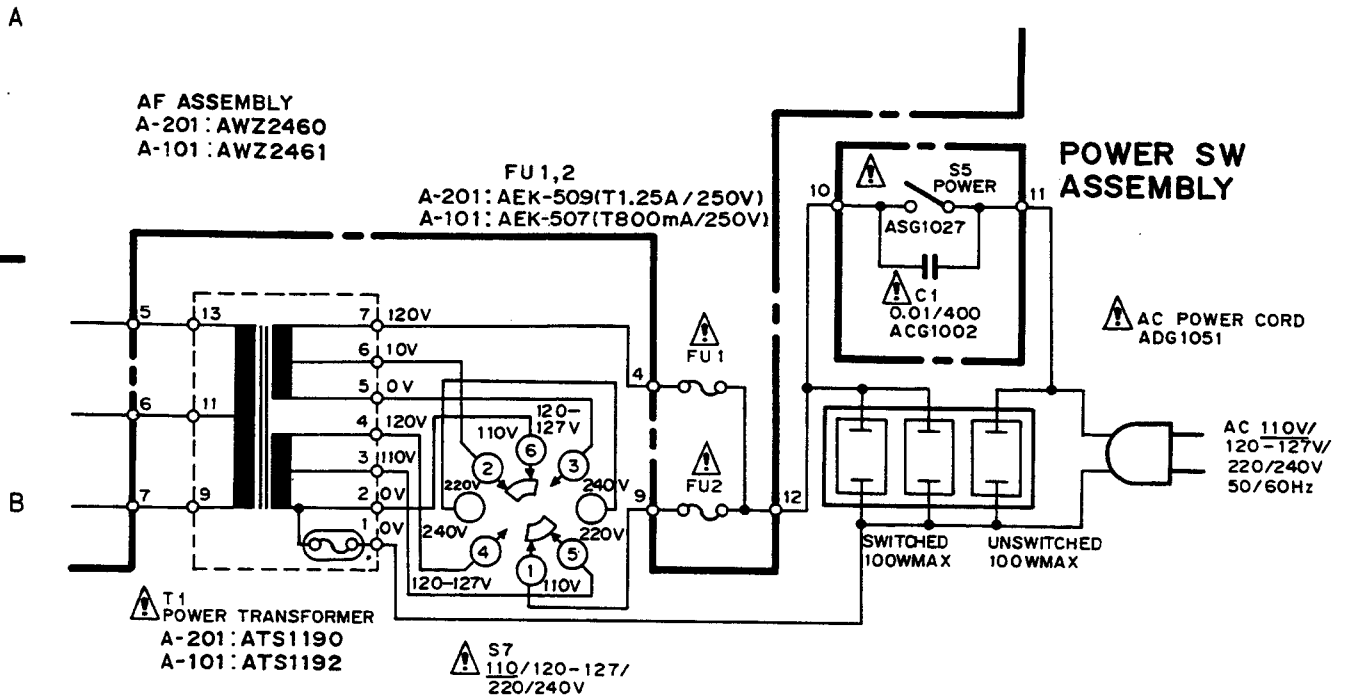 A
AF ASSEMBLY
A-201:AWZ2460
A-101:AWZ2461
FU1,2
A-201:AEK-509(T1.25A/250V)
A-101:AEK-507(T800mA/250V)
10
S5
POWER
11
ASG1027
POWER SW
ASSEMBLY
C1
0.01/400
ACG1002
AC POWER CORD
ADG1051
5
13
7
120V
6
10V
5
0V
4
FU1
6
11
4
120V
3
110V
2
0V
1
0V
7
9
110V
120-
127V
6
2
3
220V
240V
240V
220V
4
5
1
120-127V
110V
9
FU2
12
B
AC 110V/
120-127V/
220/240V
50/60Hz
SWITCHED
100WMAX
UNSWITCHED
100WMAX
T1
POWER TRANSFORMER
A-201:ATS1190
A-101:ATS1192
S7
110/120-127/
220/240V